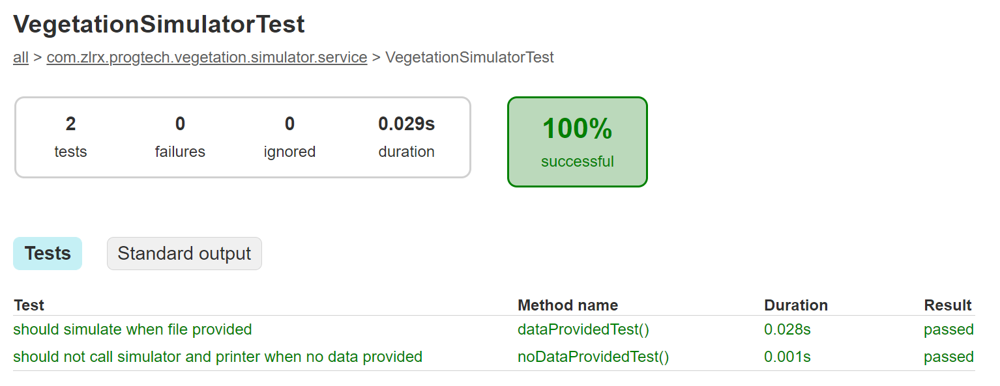 VegetationSimulatorTest
all > com.zlrx.progtech.vegetation.simulator.service > VegetationSimulatorTest
2 0 0 0.029s
tests failures ignored duration
100%
successful
Tests Standard output
Test Method name Duration Result
should simulate when file provided dataProvidedTest() 0.028s passed
should not call simulator and printer when no data provided noDataProvidedTest() 0.001s passed